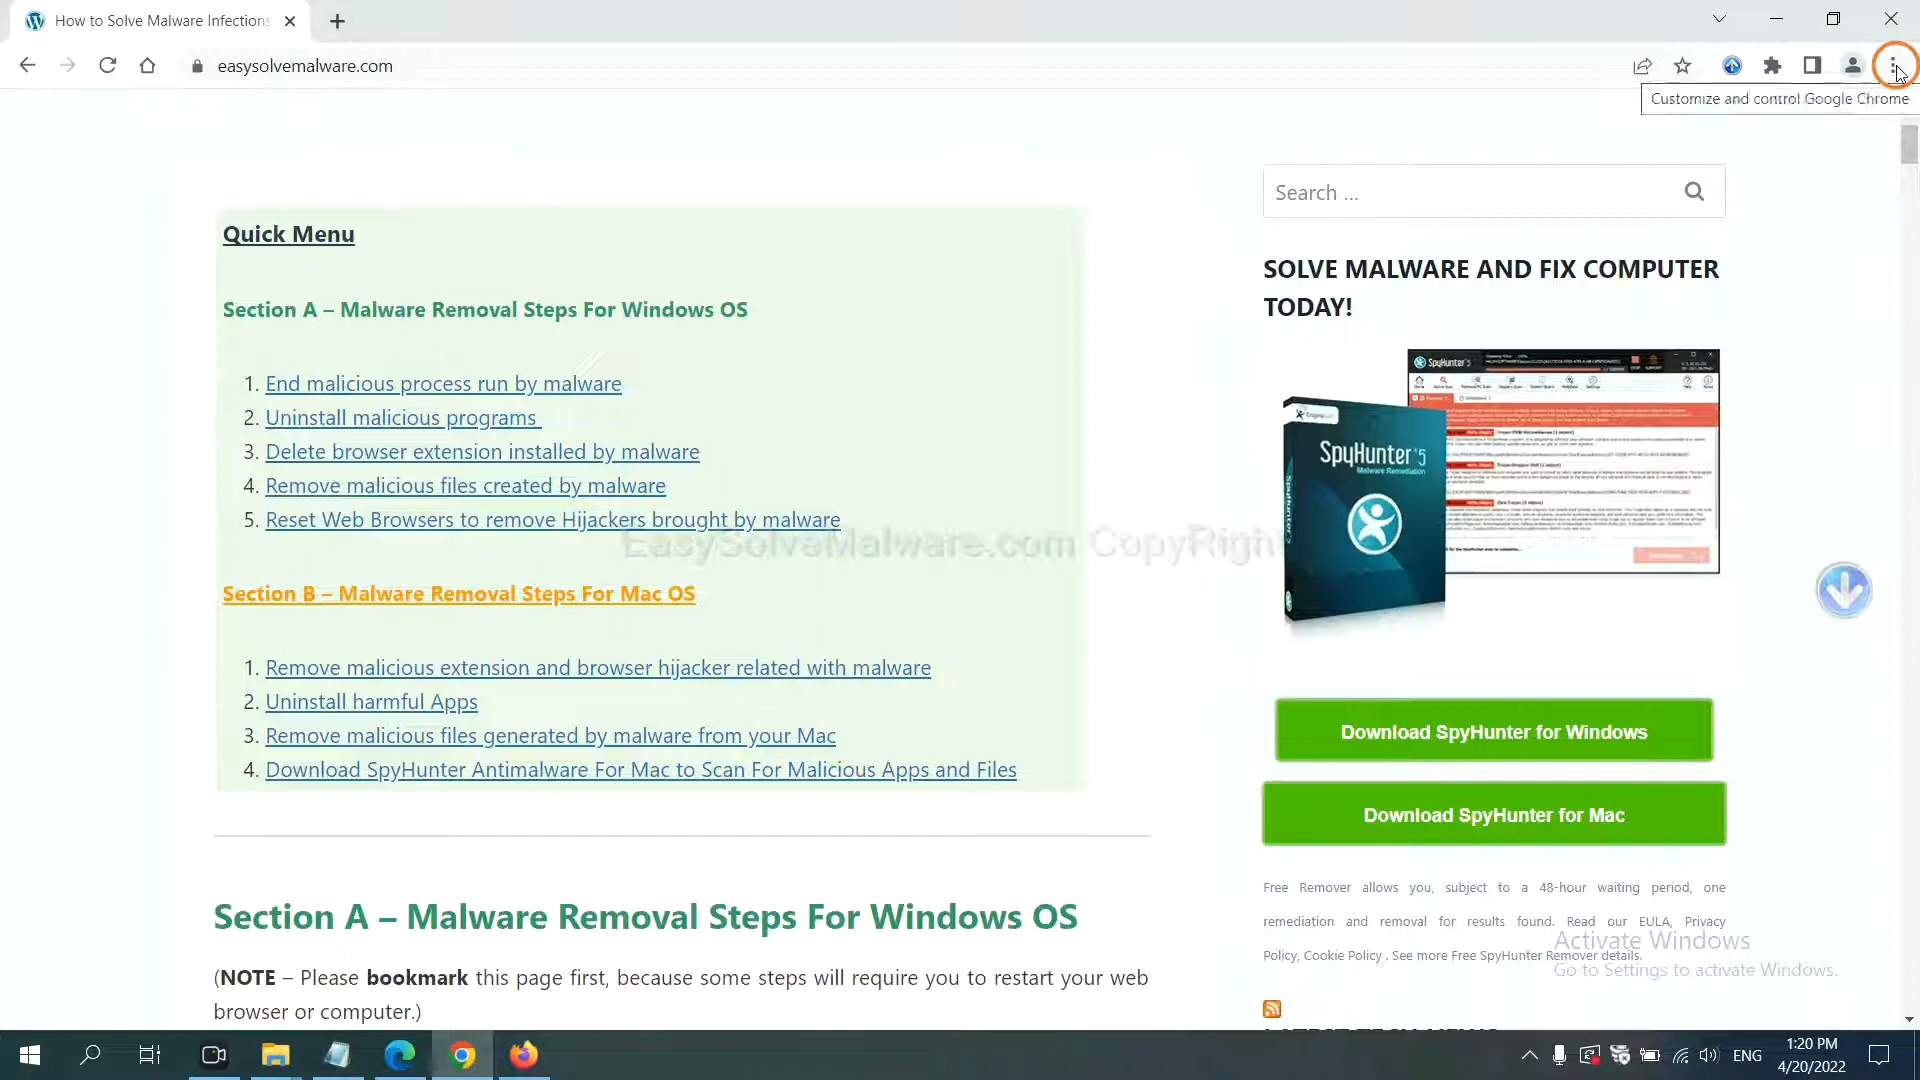 How to Solve Malware Infections
easysolvemalware.com
Customize and control Google Chrome
Quick Menu
Section A – Malware Removal Steps For Windows OS
1. End malicious process run by malware
2. Uninstall malicious programs
3. Delete browser extension installed by malware
4. Remove malicious files created by malware
5. Reset Web Browsers to remove Hijackers brought by malware
EasySolveMalware.com CopyRight
Section B – Malware Removal Steps For Mac OS
1. Remove malicious extension and browser hijacker related with malware
2. Uninstall harmful Apps
3. Remove malicious files generated by malware from your Mac
4. Download SpyHunter Antimalware For Mac to Scan For Malicious Apps and Files
Section A – Malware Removal Steps For Windows OS
(NOTE – Please bookmark this page first, because some steps will require you to restart your web
browser or computer.)
Search ...
SOLVE MALWARE AND FIX COMPUTER
TODAY!
SpyHunter 5
SpyHunter 5
Malware Remediation
Download SpyHunter for Windows
Download SpyHunter for Mac
Free Remover allows you, subject to a 48-hour waiting period, one
remediation and removal for results found. Read our EULA, Privacy
Policy, Cookie Policy . See more Free SpyHunter Remover details.
Activate Windows
Go to Settings to activate Windows.
LATEST TECH NEWS
ENG
1:20 PM
4/20/2022